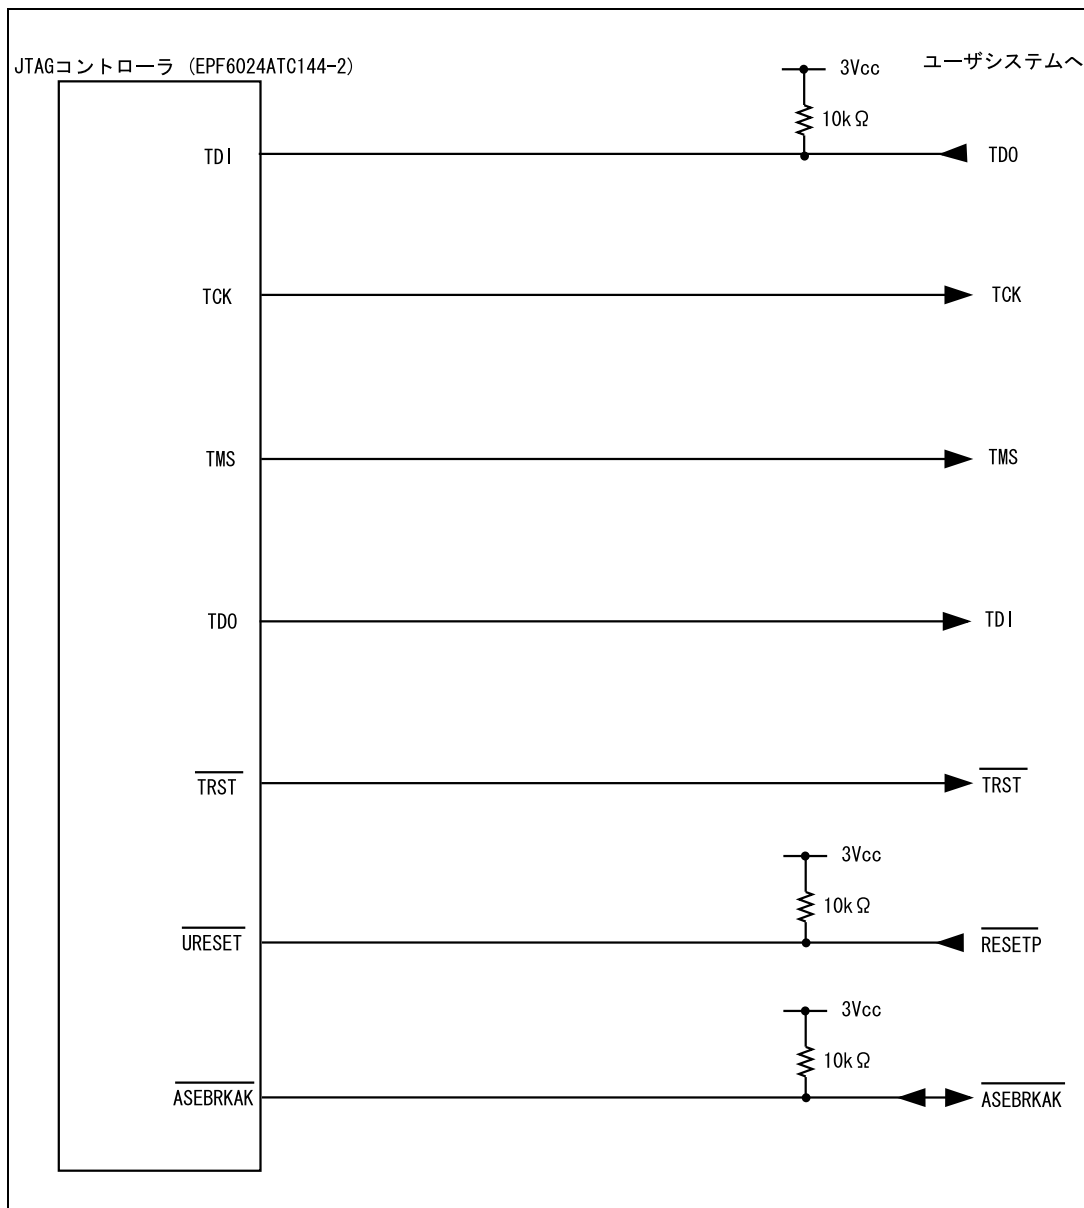 JTAGコントローラ (EPF6024ATC144-2)
ユーザシステムへ
3Vcc
10kΩ
TDI
TDO
TCK
TCK
TMS
TMS
TDO
TDI
TRST
TRST
3Vcc
10kΩ
URESET
RESETP
3Vcc
10kΩ
ASEBRKAK
ASEBRKAK